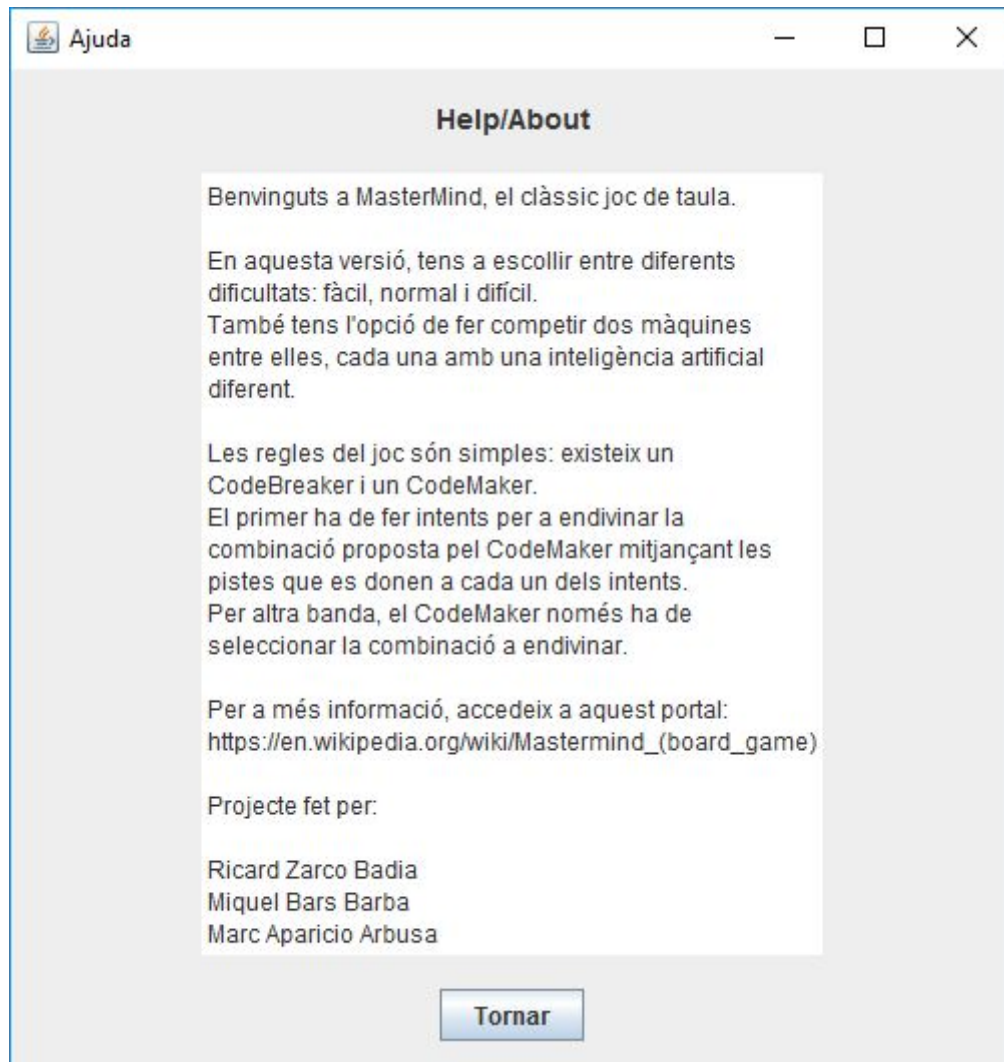 Ajuda
Help/About
Benvinguts a MasterMind, el clàssic joc de taula.
En aquesta versió, tens a escollir entre diferents
dificultats: fàcil, normal i difícil.
També tens l'opció de fer competir dos màquines
entre elles, cada una amb una inteligència artificial
diferent.
Les regles del joc són simples: existeix un
CodeBreaker i un CodeMaker.
El primer ha de fer intents per a endivinar la
combinació proposta pel CodeMaker mitjançant les
pistes que es donen a cada un dels intents.
Per altra banda, el CodeMaker només ha de
seleccionar la combinació a endivinar.
Per a més informació, accedeix a aquest portal:
https://en.wikipedia.org/wiki/Mastermind_(board_game)
Projecte fet per:
Ricard Zarco Badia
Miquel Bars Barba
Marc Aparicio Arbusa
Tornar